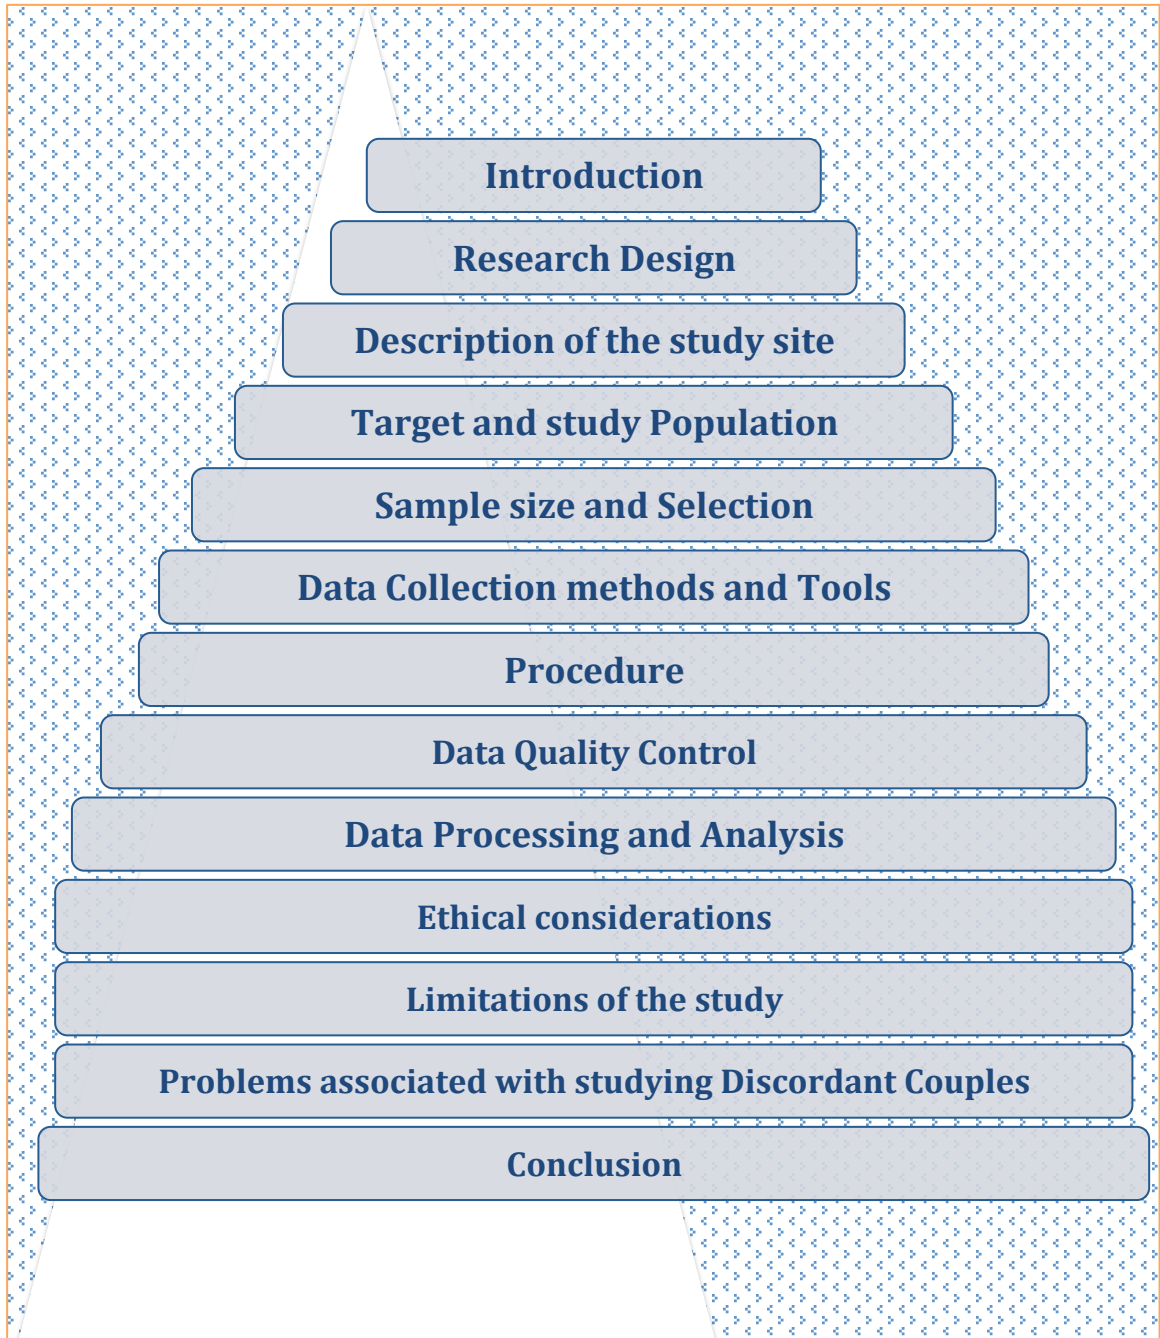 Introduction
Research Design
Description of the study site
Target and study Population
Sample size and Selection
Data Collection methods and Tools
Procedure
Data Quality Control
Data Processing and Analysis
Ethical considerations
Limitations of the study
Problems associated with studying Discordant Couples
Conclusion